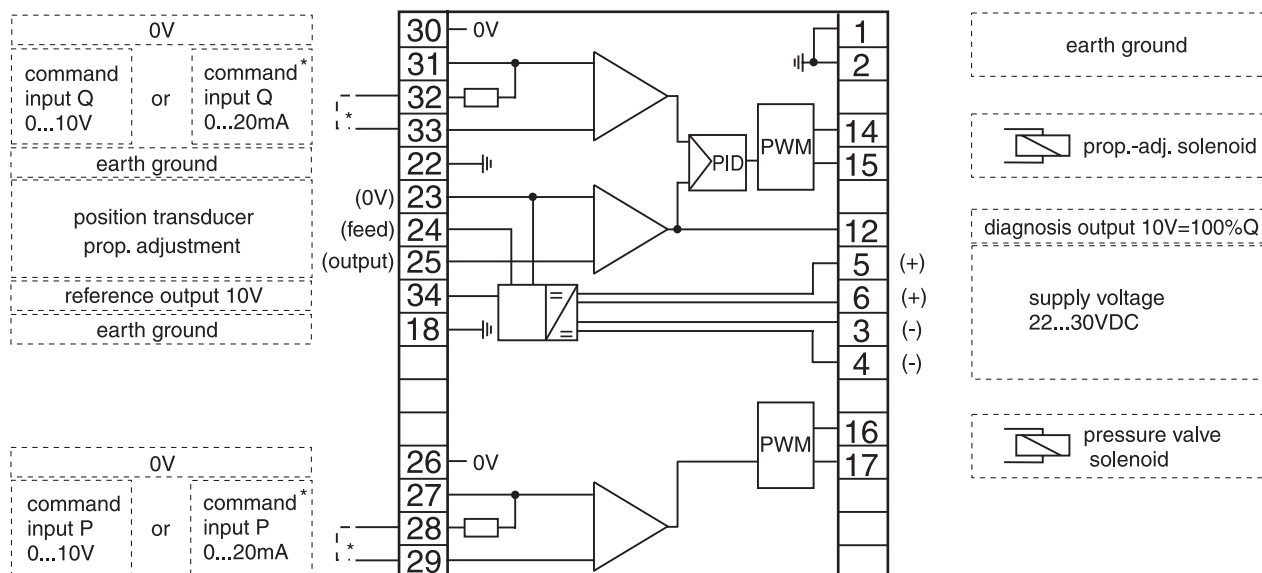 0V
command
input Q
0...10V
or
command *
input Q
0...20mA
earth ground
position transducer
prop. adjustment
reference output 10V
earth ground
0V
command
input P
0...10V
or
command *
input P
0...20mA
*
(0V)
(feed)
(output)
*
30
31
32
33
22
23
24
25
34
18
26
27
28
29
0V
PID
PWM
=
=
0V
PWM
1
2
14
15
12
5
6
3
4
16
17
(+)
(+)
(-)
(-)
earth ground
prop.-adj. solenoid
diagnosis output 10V=100%Q
supply voltage
22...30VDC
pressure valve
solenoid